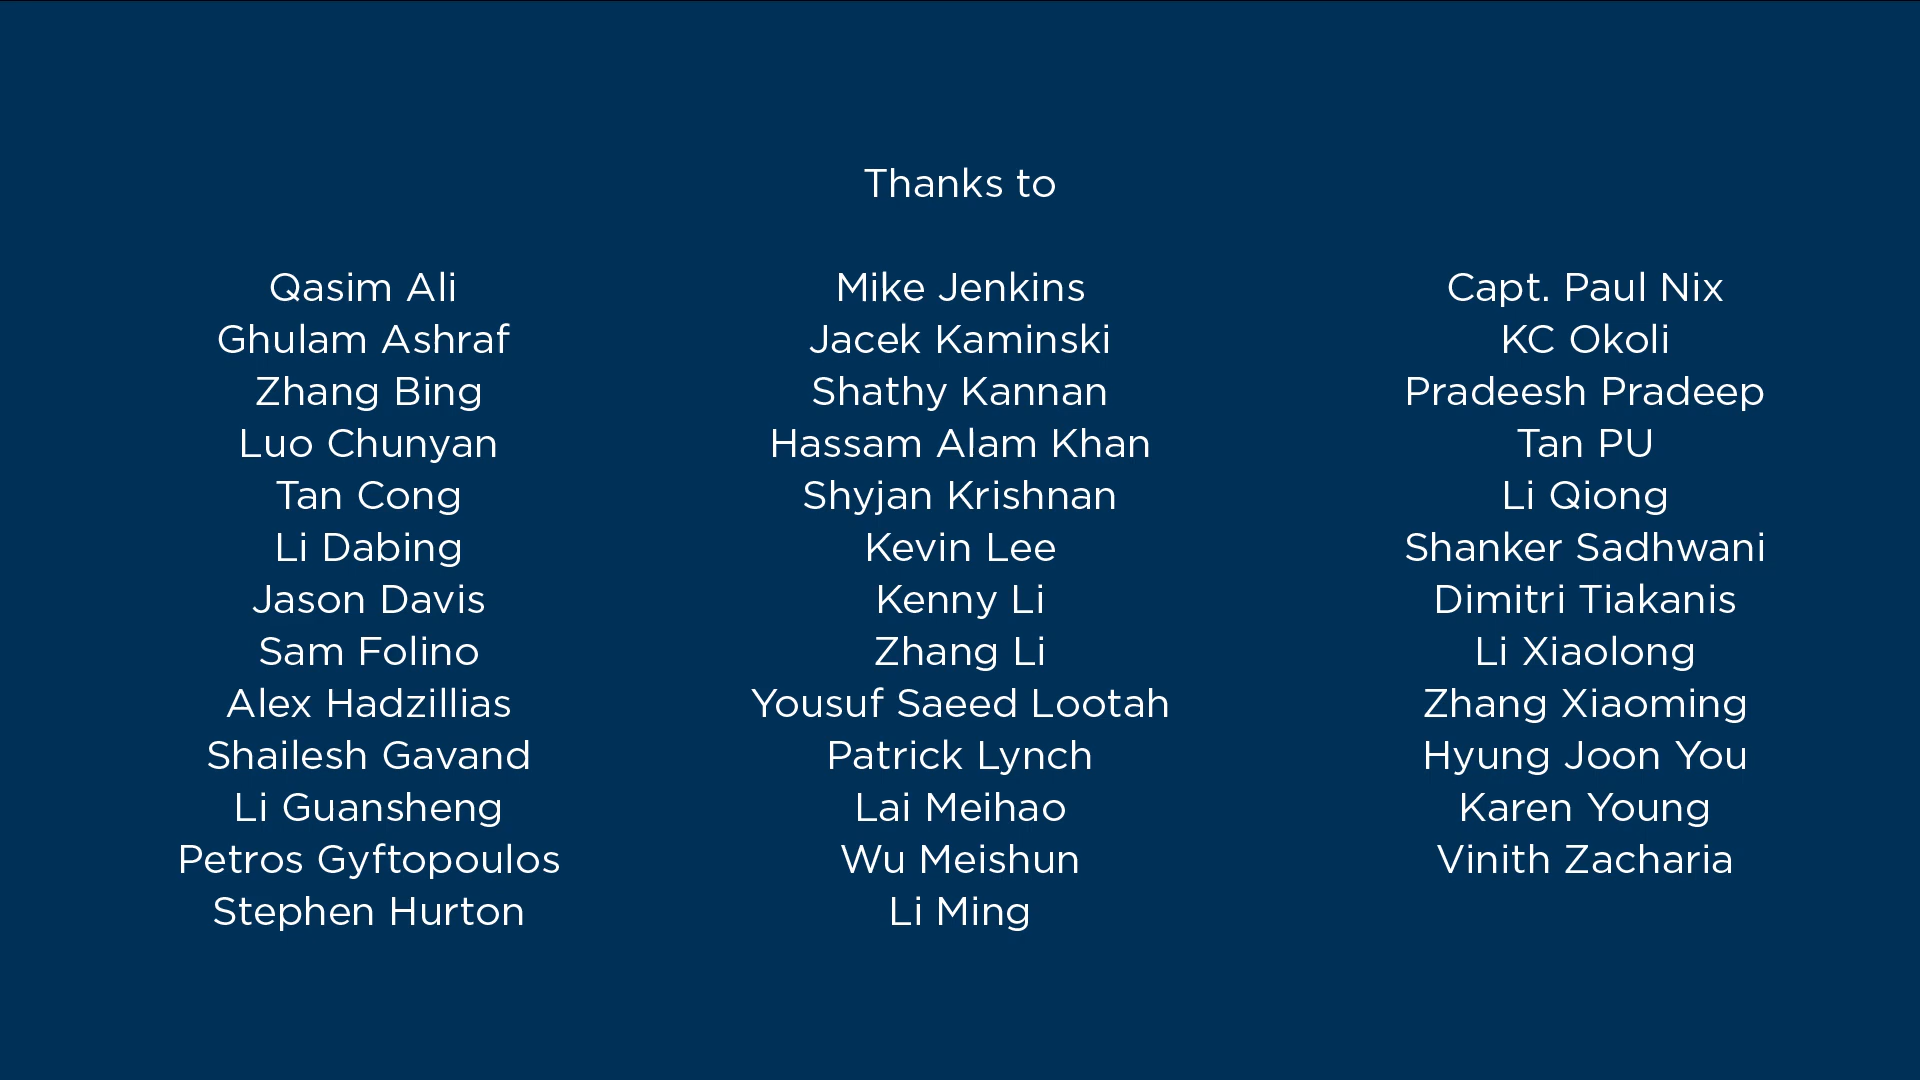 Thanks to
Qasim Ali
Ghulam Ashraf
Zhang Bing
Luo Chunyan
Tan Cong
Li Dabing
Jason Davis
Sam Folino
Alex Hadzillias
Shailesh Gavand
Li Guansheng
Petros Gyftopoulos
Stephen Hurton
Mike Jenkins
Jacek Kaminski
Shathy Kannan
Hassam Alam Khan
Shyjan Krishnan
Kevin Lee
Kenny Li
Zhang Li
Yousuf Saeed Lootah
Patrick Lynch
Lai Meihao
Wu Meishun
Li Ming
Capt. Paul Nix
KC Okoli
Pradeesh Pradeep
Tan PU
Li Qiong
Shanker Sadhwani
Dimitri Tiakanis
Li Xiaolong
Zhang Xiaoming
Hyung Joon You
Karen Young
Vinith Zacharia